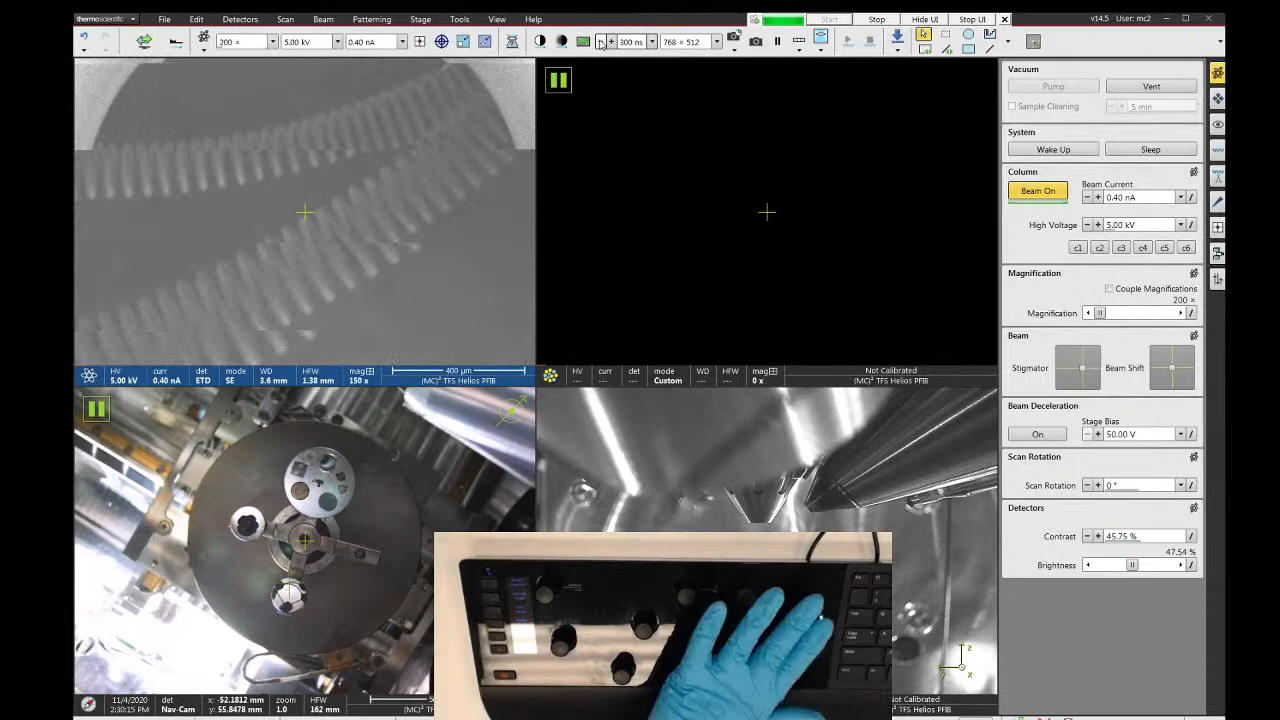 thermoscientific File Edit Detectors Scan Beam Patterning Stage Tools Window Help Start Stop Hide UI Stop UI v14.5 User: mc2
200 × 5.00 kV 0.40 nA 300 ns 768 × 512
Vacuum
Pump Vent
Sample Cleaning 5 min
System
Wake Up Sleep
Column
Beam On
Beam Current
0.40 nA
High Voltage 5.00 kV
c1 c2 c3 c4 c5 c6
Magnification
Couple Magnifications
200 ×
Magnification
Beam
Stigmator Beam Shift
Beam Deceleration
Stage Bias
On 50.00 V
Scan Rotation
Scan Rotation 0 °
Detectors
Contrast 45.75 %
47.54 %
Brightness
HV curr det mode WD HFW mag 400 µm
5.00 kV 0.40 nA ETD SE 3.6 mm 1.38 mm 150 x (MC)² TFS Helios PFIB
HV curr det mode WD HFW mag Not Calibrated
--- --- --- Custom --- --- 0 x (MC)² TFS Helios PFIB
11/4/2020 det x: -52.1812 mm zoom HFW
2:30:15 PM Nav-Cam y: 55.8478 mm 1.0 162 mm
Not Calibrated
(MC)² TFS Helios PFIB
z
y x